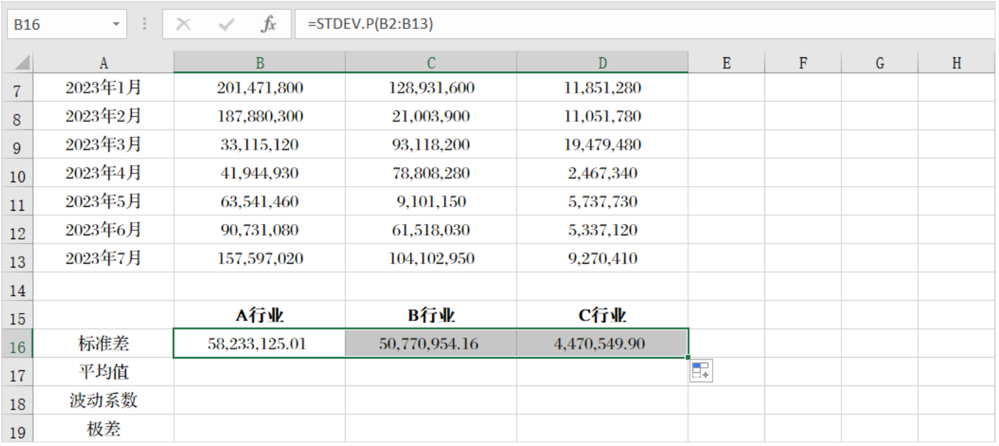 B16 fx =STDEV.P(B2:B13)
A B C D E F G H
7 2023年1月 201,471,800 128,931,600 11,851,280
8 2023年2月 187,880,300 21,003,900 11,051,780
9 2023年3月 33,115,120 93,118,200 19,479,480
10 2023年4月 41,944,930 78,808,280 2,467,340
11 2023年5月 63,541,460 9,101,150 5,737,730
12 2023年6月 90,731,080 61,518,030 5,337,120
13 2023年7月 157,597,020 104,102,950 9,270,410
14
15 A行业 B行业 C行业
16 标准差 58,233,125.01 50,770,954.16 4,470,549.90
17 平均值
18 波动系数
19 极差